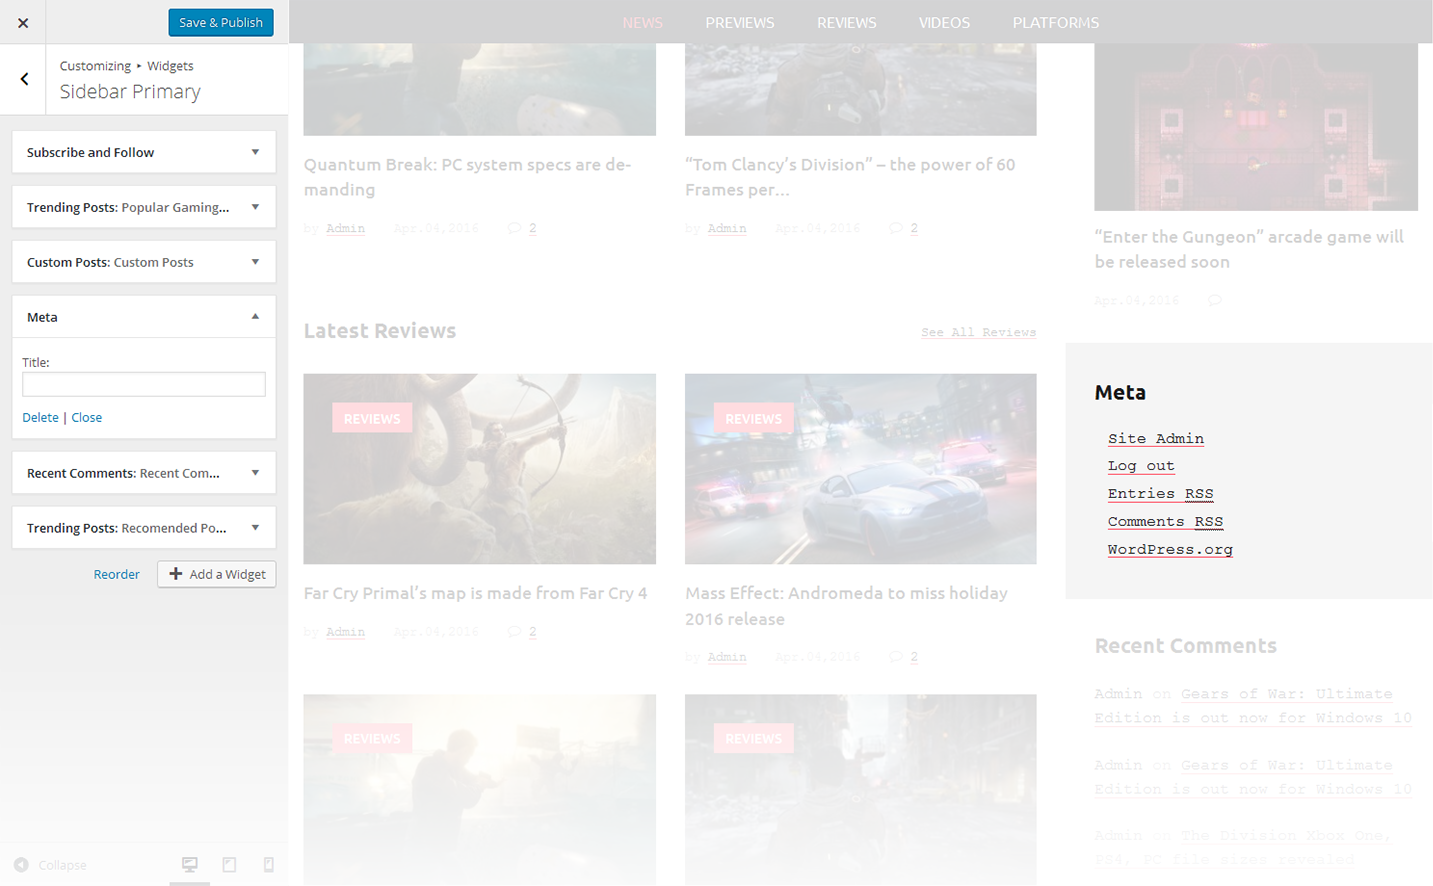 Save & Publish
Customizing ▸ Widgets
Sidebar Primary
Subscribe and Follow
Trending Posts: Popular Gaming...
Custom Posts: Custom Posts
Meta
Title:
Delete | Close
Recent Comments: Recent Com...
Trending Posts: Recomended Po...
Reorder
Add a Widget
Collapse
NEWS PREVIEWS REVIEWS VIDEOS PLATFORMS
Quantum Break: PC system specs are de-
manding
by Admin Apr.04,2016 2
“Tom Clancy’s Division” – the power of 60
Frames per…
by Admin Apr.04,2016 2
Latest Reviews
See All Reviews
REVIEWS
Far Cry Primal’s map is made from Far Cry 4
by Admin Apr.04,2016 2
REVIEWS
Mass Effect: Andromeda to miss holiday
2016 release
by Admin Apr.24,2016 2
REVIEWS
REVIEWS
“Enter the Gungeon” arcade game will
be released soon
Apr.04,2016
Meta
Site Admin
Log out
Entries RSS
Comments RSS
WordPress.org
Recent Comments
Admin on Gears of War: Ultimate
Edition is out now for Windows 10
Admin on Gears of War: Ultimate
Edition is out now for Windows 10
Admin on The Division Xbox One,
PS4, PC file sizes revealed